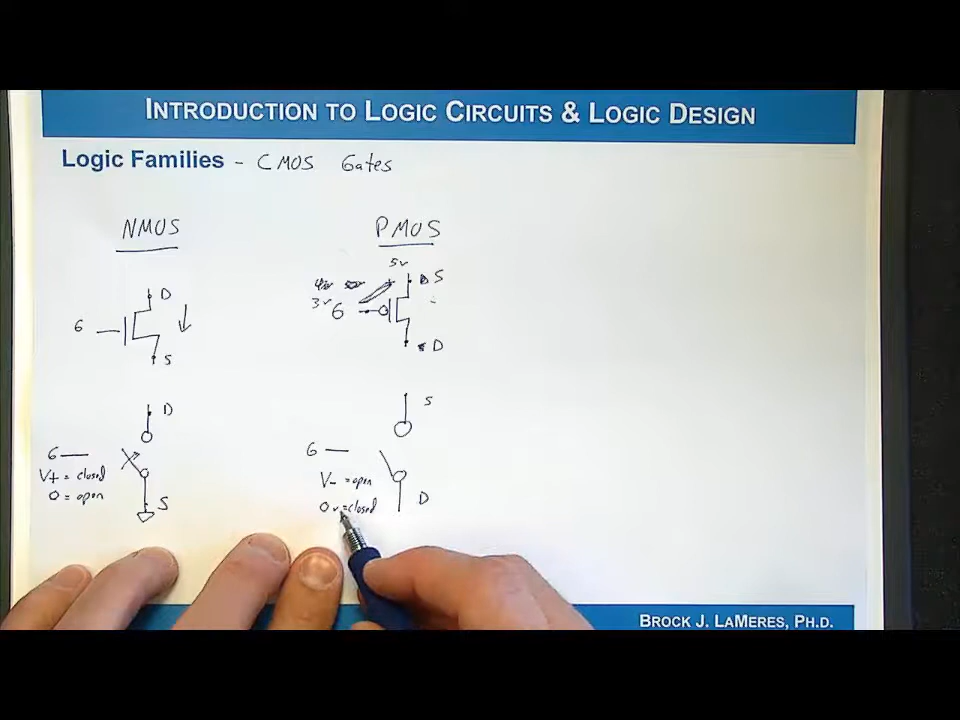 INTRODUCTION TO LOGIC CIRCUITS & LOGIC DESIGN
Logic Families - CMOS Gates
NMOS
D
G
S
D
G
V+ = closed
0 = open
S
PMOS
5v
S
3v G
D
S
G
V- = open
0v = closed
D
BROCK J. LAMERES, PH.D.